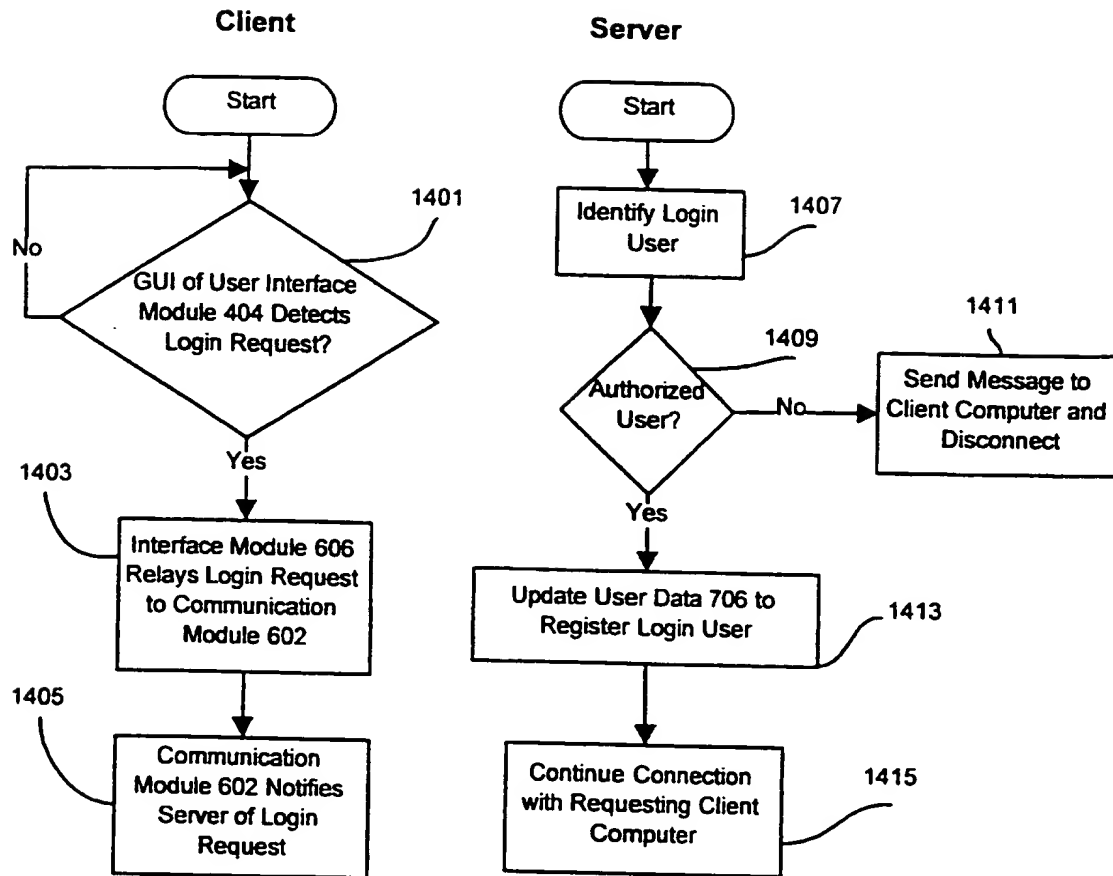 Client
Start
1401
No
GUI of User Interface
Module 404 Detects
Login Request?
Yes
1403
Interface Module 606
Relays Login Request
to Communication
Module 602
1405
Communication
Module 602 Notifies
Server of Login
Request
Server
Start
1407
Identify Login
User
1409
Authorized
User?
No
1411
Send Message to
Client Computer and
Disconnect
Yes
Update User Data 706 to
Register Login User
1413
Continue Connection
with Requesting Client
Computer
1415